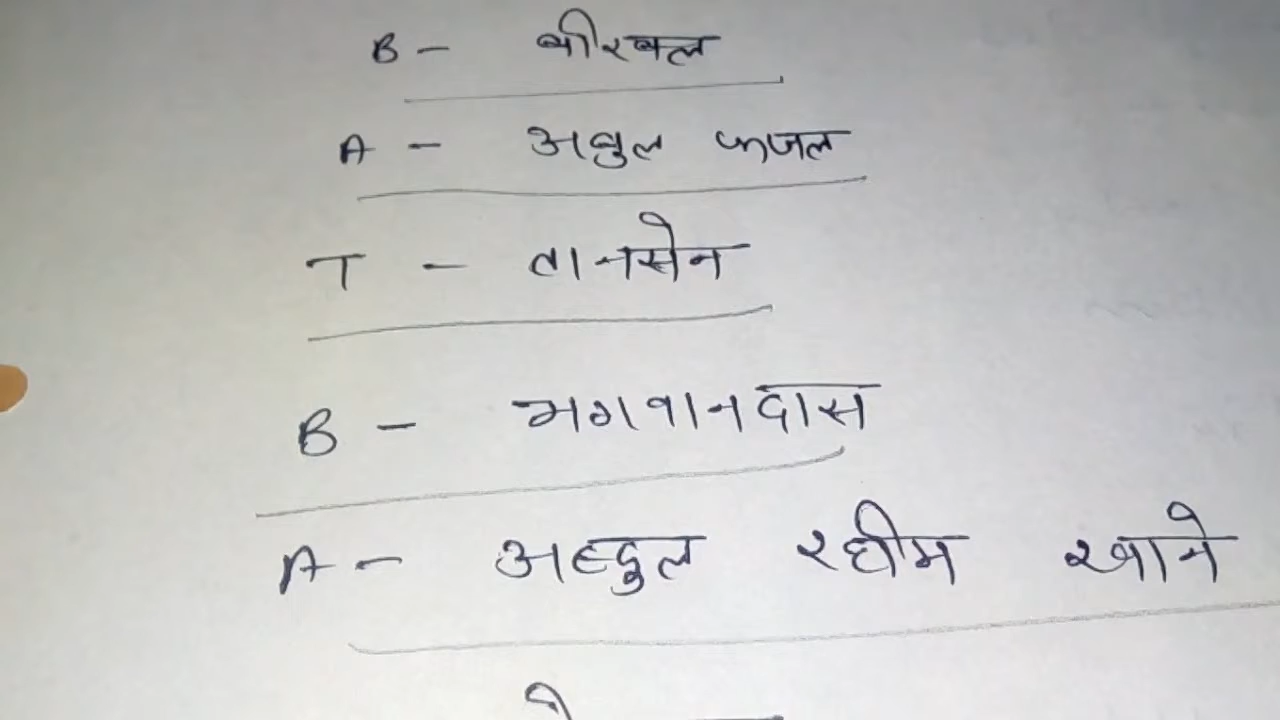 B - बीरबल
A - अबुल फजल
T - तानसेन
B - भगवानदास
A - अब्दुल रहीम खाने